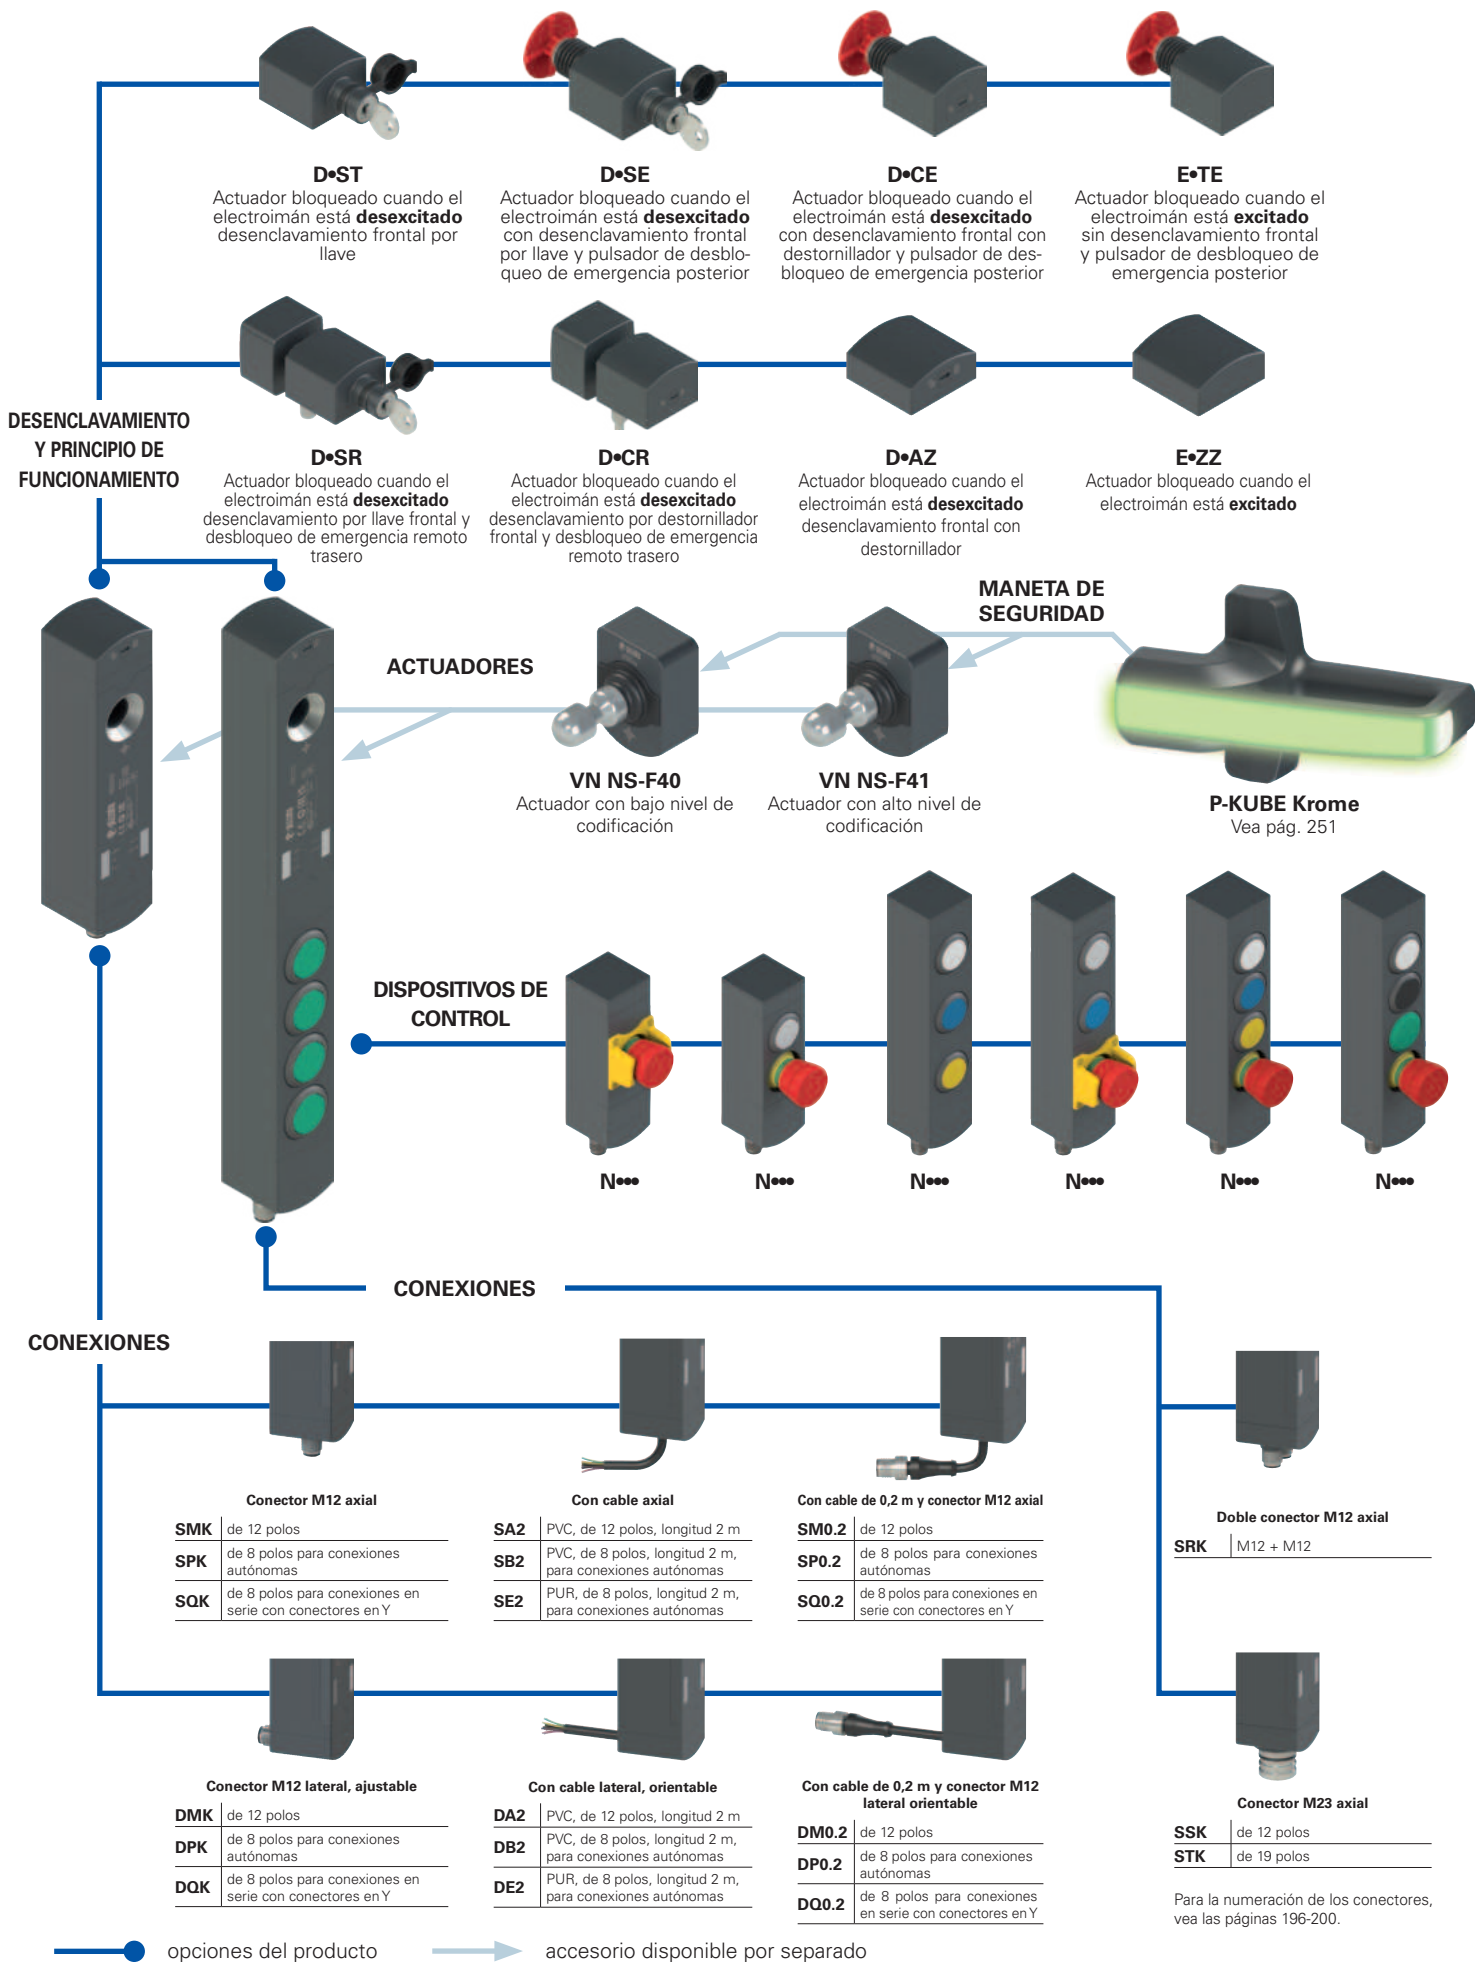 D•ST
Actuador bloqueado cuando el
electroimán está desexcitado
desenclavamiento frontal por
llave
D•SE
Actuador bloqueado cuando el
electroimán está desexcitado
con desenclavamiento frontal
por llave y pulsador de desblo-
queo de emergencia posterior
D•CE
Actuador bloqueado cuando el
electroimán está desexcitado
con desenclavamiento frontal con
destornillador y pulsador de des-
bloqueo de emergencia posterior
E•TE
Actuador bloqueado cuando el
electroimán está excitado
sin desenclavamiento frontal
y pulsador de desbloqueo de
emergencia posterior
DESENCLAVAMIENTO
Y PRINCIPIO DE
FUNCIONAMIENTO
D•SR
Actuador bloqueado cuando el
electroimán está desexcitado
desenclavamiento por llave frontal y
desbloqueo de emergencia remoto
trasero
D•CR
Actuador bloqueado cuando el
electroimán está desexcitado
desenclavamiento por destornillador
frontal y desbloqueo de emergencia
remoto trasero
D•AZ
Actuador bloqueado cuando el
electroimán está desexcitado
desenclavamiento frontal con
destornillador
E•ZZ
Actuador bloqueado cuando el
electroimán está excitado
MANETA DE
SEGURIDAD
ACTUADORES
VN NS-F40
Actuador con bajo nivel de
codificación
VN NS-F41
Actuador con alto nivel de
codificación
P-KUBE Krome
Vea pág. 251
DISPOSITIVOS DE
CONTROL
N•••
N•••
N•••
N•••
N•••
N•••
CONEXIONES
CONEXIONES
Conector M12 axial
SMK de 12 polos
SPK de 8 polos para conexiones
autónomas
SQK de 8 polos para conexiones en
serie con conectores en Y
Con cable axial
SA2 PVC, de 12 polos, longitud 2 m
SB2 PVC, de 8 polos, longitud 2 m,
para conexiones autónomas
SE2 PUR, de 8 polos, longitud 2 m,
para conexiones autónomas
Con cable de 0,2 m y conector M12 axial
SM0.2 de 12 polos
SP0.2 de 8 polos para conexiones
autónomas
SQ0.2 de 8 polos para conexiones en
serie con conectores en Y
Doble conector M12 axial
SRK M12 + M12
Conector M12 lateral, ajustable
DMK de 12 polos
DPK de 8 polos para conexiones
autónomas
DQK de 8 polos para conexiones en
serie con conectores en Y
Con cable lateral, orientable
DA2 PVC, de 12 polos, longitud 2 m
DB2 PVC, de 8 polos, longitud 2 m,
para conexiones autónomas
DE2 PUR, de 8 polos, longitud 2 m,
para conexiones autónomas
Con cable de 0,2 m y conector M12
lateral orientable
DM0.2 de 12 polos
DP0.2 de 8 polos para conexiones
autónomas
DQ0.2 de 8 polos para conexiones
en serie con conectores en Y
Conector M23 axial
SSK de 12 polos
STK de 19 polos
Para la numeración de los conectores,
vea las páginas 196-200.
opciones del producto
accesorio disponible por separado